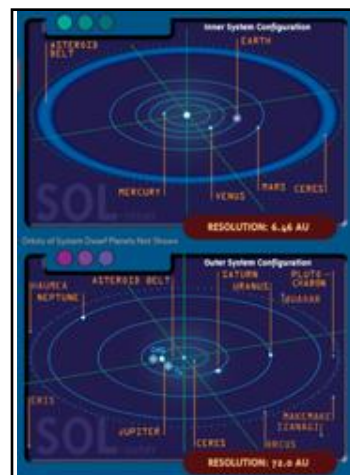 Inner System Configuration
EARTH
ASTEROID
BELT
MERCURY
VENUS
MARS
CERES
SOL
RESOLUTION: 6.46 AU
Orbits of System Dwarf Planets Not Shown
Outer System Configuration
ASTEROID BELT
SATURN
URANUS
PLUTO
CHARON
HAUMEA
NEPTUNE
QUAOAR
ERIS
JUPITER
CERES
MAKEMAKE
IZANAGI
ORCUS
SOL
RESOLUTION: 72.0 AU